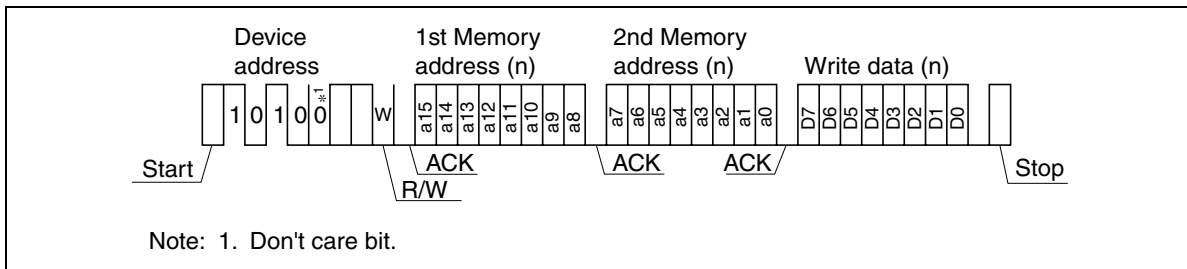 Device address
1st Memory address (n)
2nd Memory address (n)
Write data (n)
1 0 1 0 0 *1 W a15 a14 a13 a12 a11 a10 a9 a8 a7 a6 a5 a4 a3 a2 a1 a0 D7 D6 D5 D4 D3 D2 D1 D0
Start
ACK
ACK
ACK
Stop
R/W
Note: 1. Don't care bit.